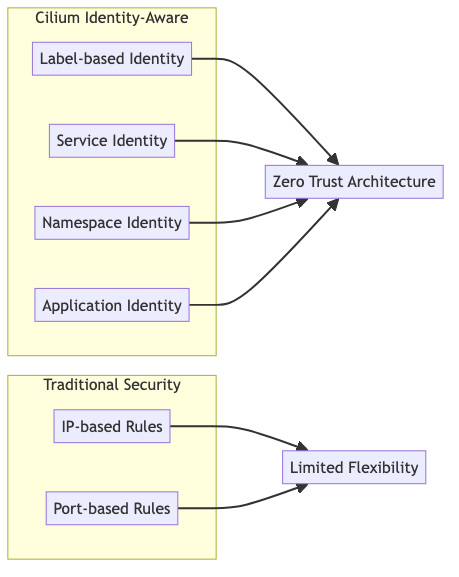 Cilium Identity-Aware
Label-based Identity
Service Identity
Namespace Identity
Application Identity
Zero Trust Architecture
Traditional Security
IP-based Rules
Port-based Rules
Limited Flexibility